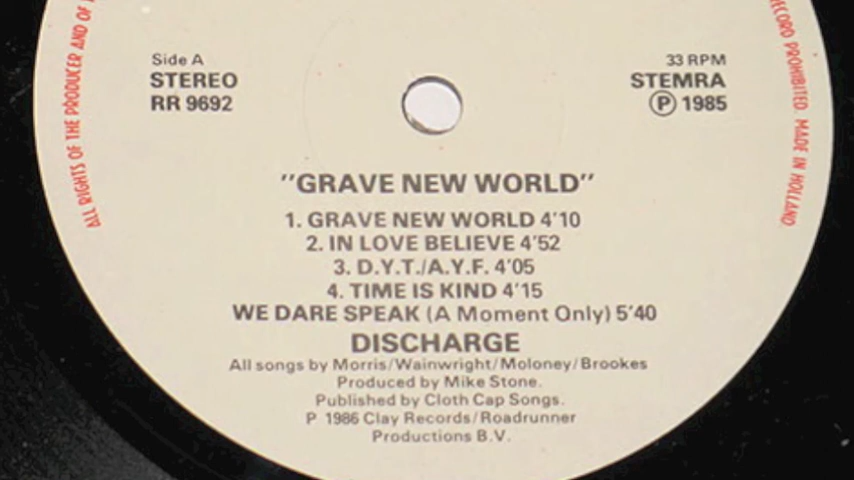 Side A
STEREO
RR 9692
33 RPM
STEMRA
Ⓟ 1985
"GRAVE NEW WORLD"
1. GRAVE NEW WORLD 4'10
2. IN LOVE BELIEVE 4'52
3. D.Y.T./A.Y.F. 4'05
4. TIME IS KIND 4'15
WE DARE SPEAK (A Moment Only) 5'40
DISCHARGE
All songs by Morris/Wainwright/Moloney/Brookes
Produced by Mike Stone.
Published by Cloth Cap Songs.
P 1986 Clay Records/Roadrunner
Productions B.V.
ALL RIGHTS OF THE PRODUCER AND OF
PROHIBITED. MADE IN HOLLAND.